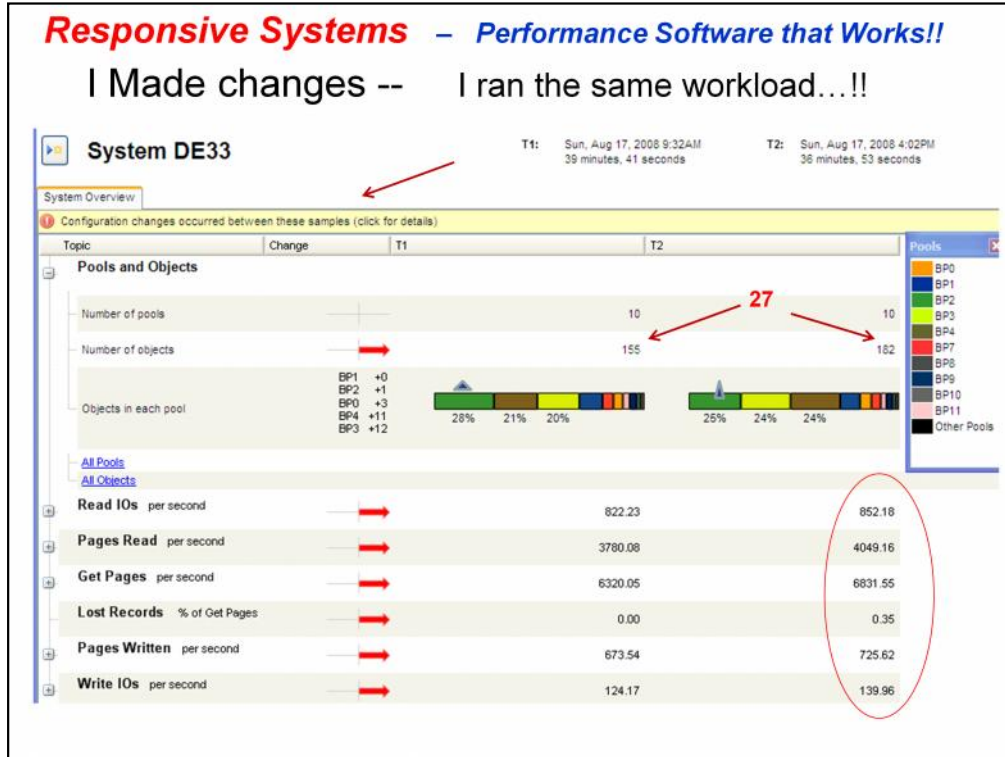 Responsive Systems – Performance Software that Works!!
I Made changes -- I ran the same workload…!!
System DE33
T1: Sun, Aug 17, 2008 9:32AM
39 minutes, 41 seconds
T2: Sun, Aug 17, 2008 4:02PM
36 minutes, 53 seconds
System Overview
Configuration changes occurred between these samples (click for details)
Topic Change T1 T2
Pools and Objects
Number of pools 10 10
27
Number of objects 155 182
Objects in each pool
BP1 +0
BP2 +1
BP0 +3
BP4 +11
BP3 +12
28% 21% 20%
25% 24% 24%
All Pools
All Objects
Read IOs per second 822.23 852.18
Pages Read per second 3780.08 4049.16
Get Pages per second 6320.05 6831.55
Lost Records % of Get Pages 0.00 0.35
Pages Written per second 673.54 725.62
Write IOs per second 124.17 139.96
Pools
BP0
BP1
BP2
BP3
BP4
BP7
BP8
BP9
BP10
BP11
Other Pools